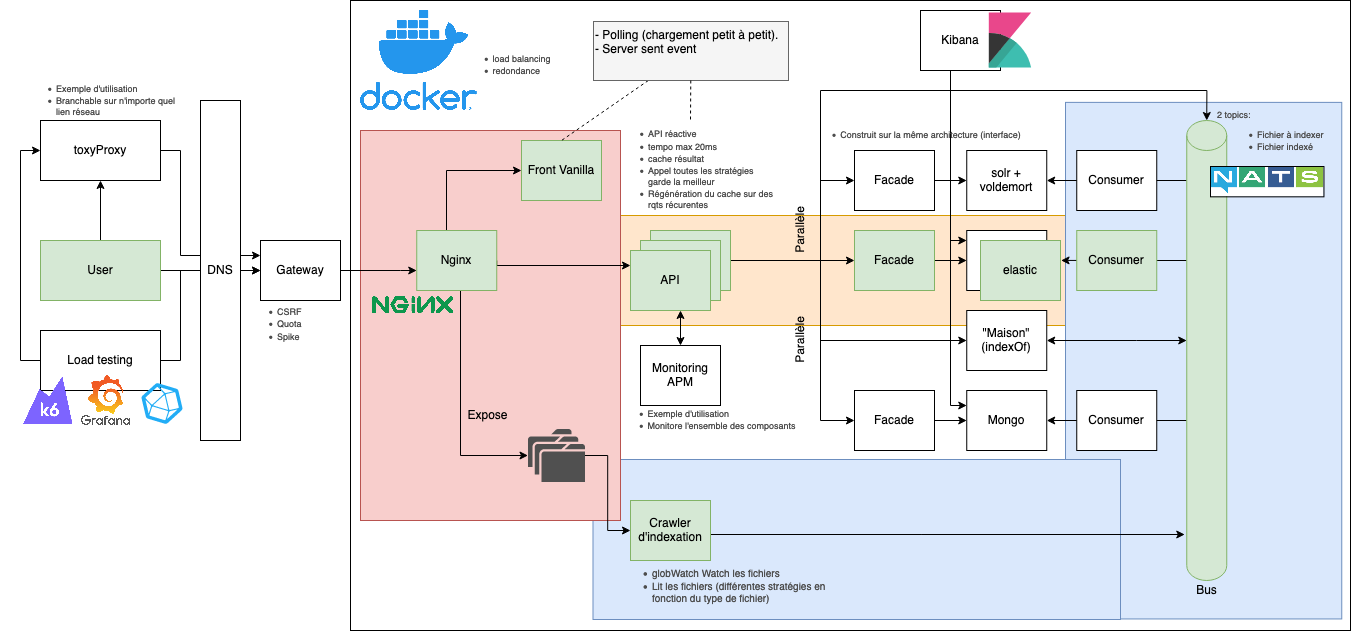 docker
load balancing
redondance
- Polling (chargement petit à petit).
- Server sent event
Kibana
Exemple d'utilisation
Branchable sur n'importe quel
lien réseau
toxyProxy
User
Load testing
k6
Grafana
DNS
Gateway
CSRF
Quota
Spike
Front Vanilla
Nginx
NGINX
Expose
API réactive
tempo max 20ms
cache résultat
Appel toutes les stratégies
garde la meilleur
Régénération du cache sur des
rqts récurentes
API
Monitoring
APM
Exemple d'utilisation
Monitore l'ensemble des composants
Parallèle
Parallèle
Construit sur la même architecture (interface)
Facade
solr +
voldemort
Consumer
Facade
elastic
Consumer
"Maison"
(indexOf)
Facade
Mongo
Consumer
2 topics:
Fichier à indexer
Fichier indexé
NATS
Bus
Crawler
d'indexation
globWatch Watch les fichiers
Lit les fichiers (différentes stratégies en
fonction du type de fichier)